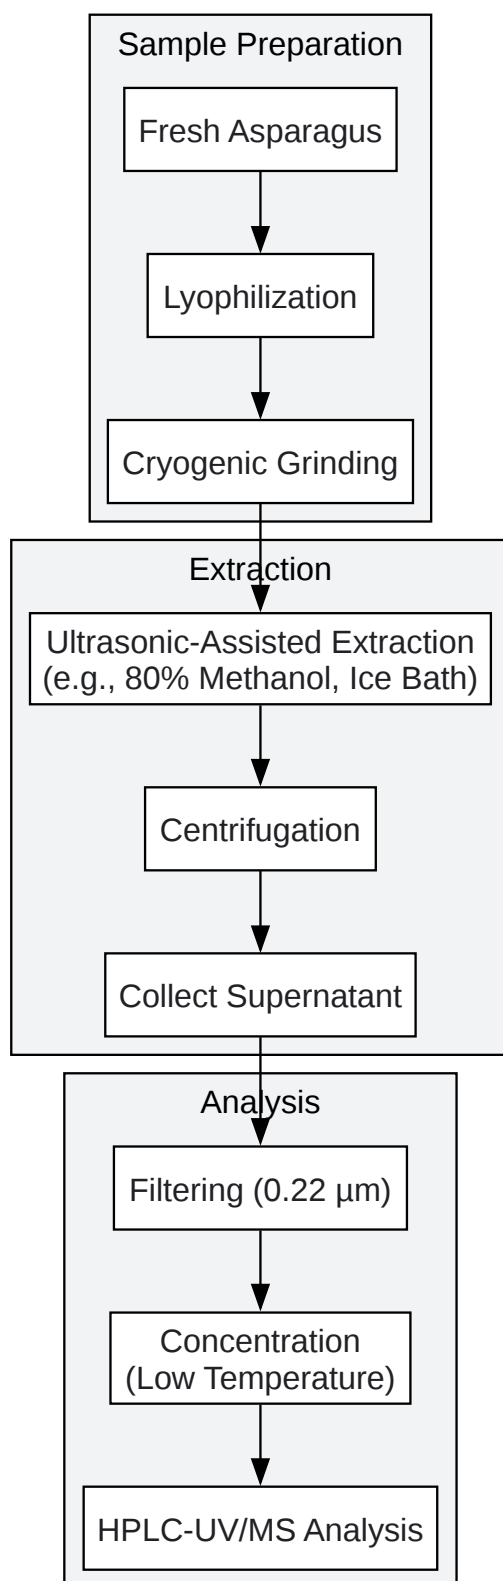 Sample Preparation
Fresh Asparagus
Lyophilization
Cryogenic Grinding
Extraction
Ultrasonic-Assisted Extraction
(e.g., 80% Methanol, Ice Bath)
Centrifugation
Collect Supernatant
Analysis
Filtering (0.22 µm)
Concentration
(Low Temperature)
HPLC-UV/MS Analysis